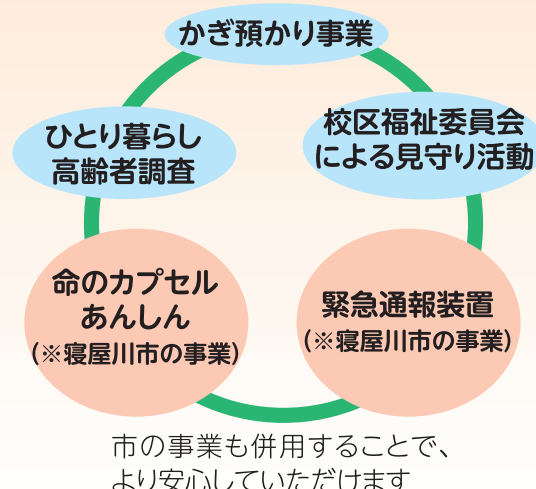 かぎ預かり事業
ひとり暮らし
高齢者調査
校区福祉委員会
による見守り活動
命のカプセル
あんしん
(※寝屋川市の事業)
緊急通報装置
(※寝屋川市の事業)
市の事業も併用することで、
より安心していただけます